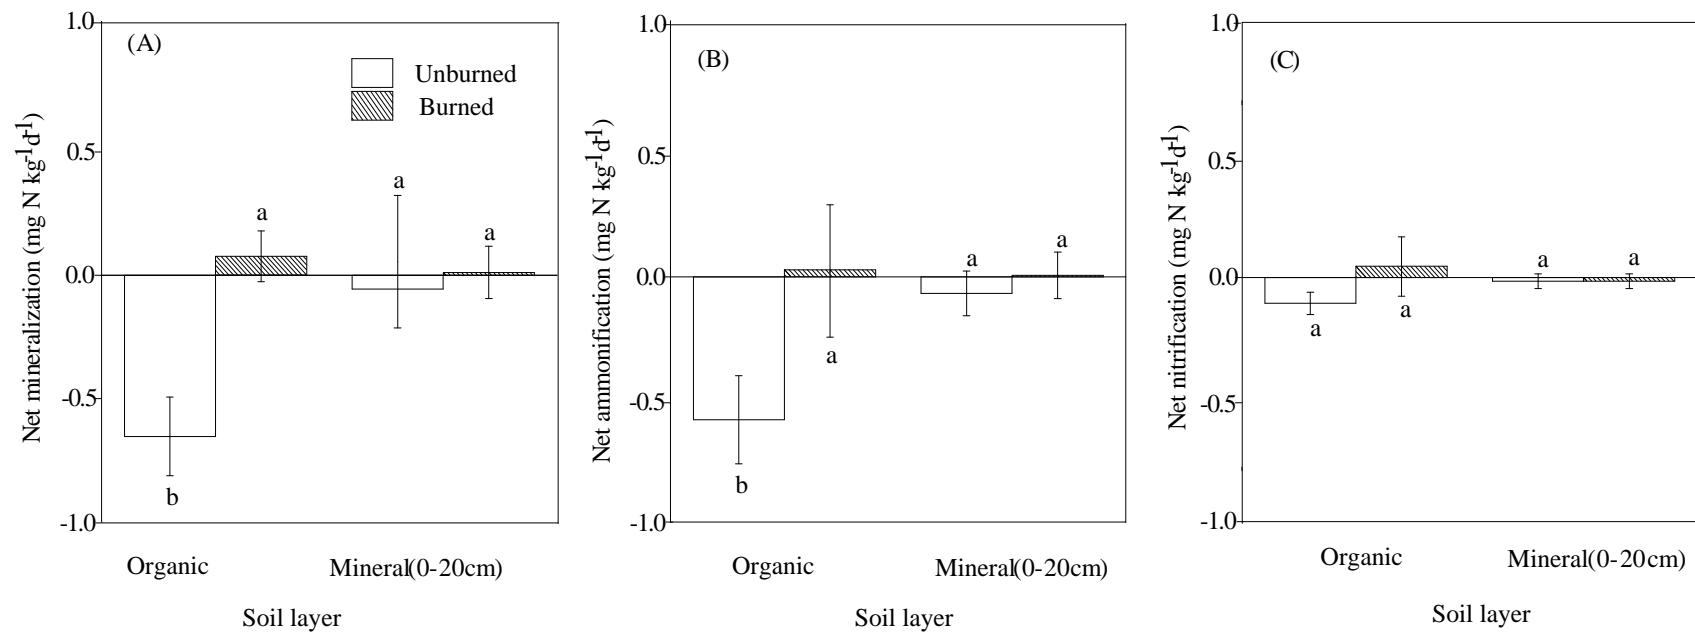 (A)
Unburned
Burned
Net mineralization (mg N kg-1d-1)
1.0
0.5
0.0
-0.5
-1.0
a
a
a
b
Organic
Mineral(0-20cm)
Soil layer
(B)
Net ammonification (mg N kg-1d-1)
1.0
0.5
0.0
-0.5
-1.0
a
a
a
b
Organic
Mineral(0-20cm)
Soil layer
(C)
Net nitrification (mg N kg-1d-1)
1.0
0.5
0.0
-0.5
-1.0
a
a
a
a
Organic
Mineral(0-20cm)
Soil layer